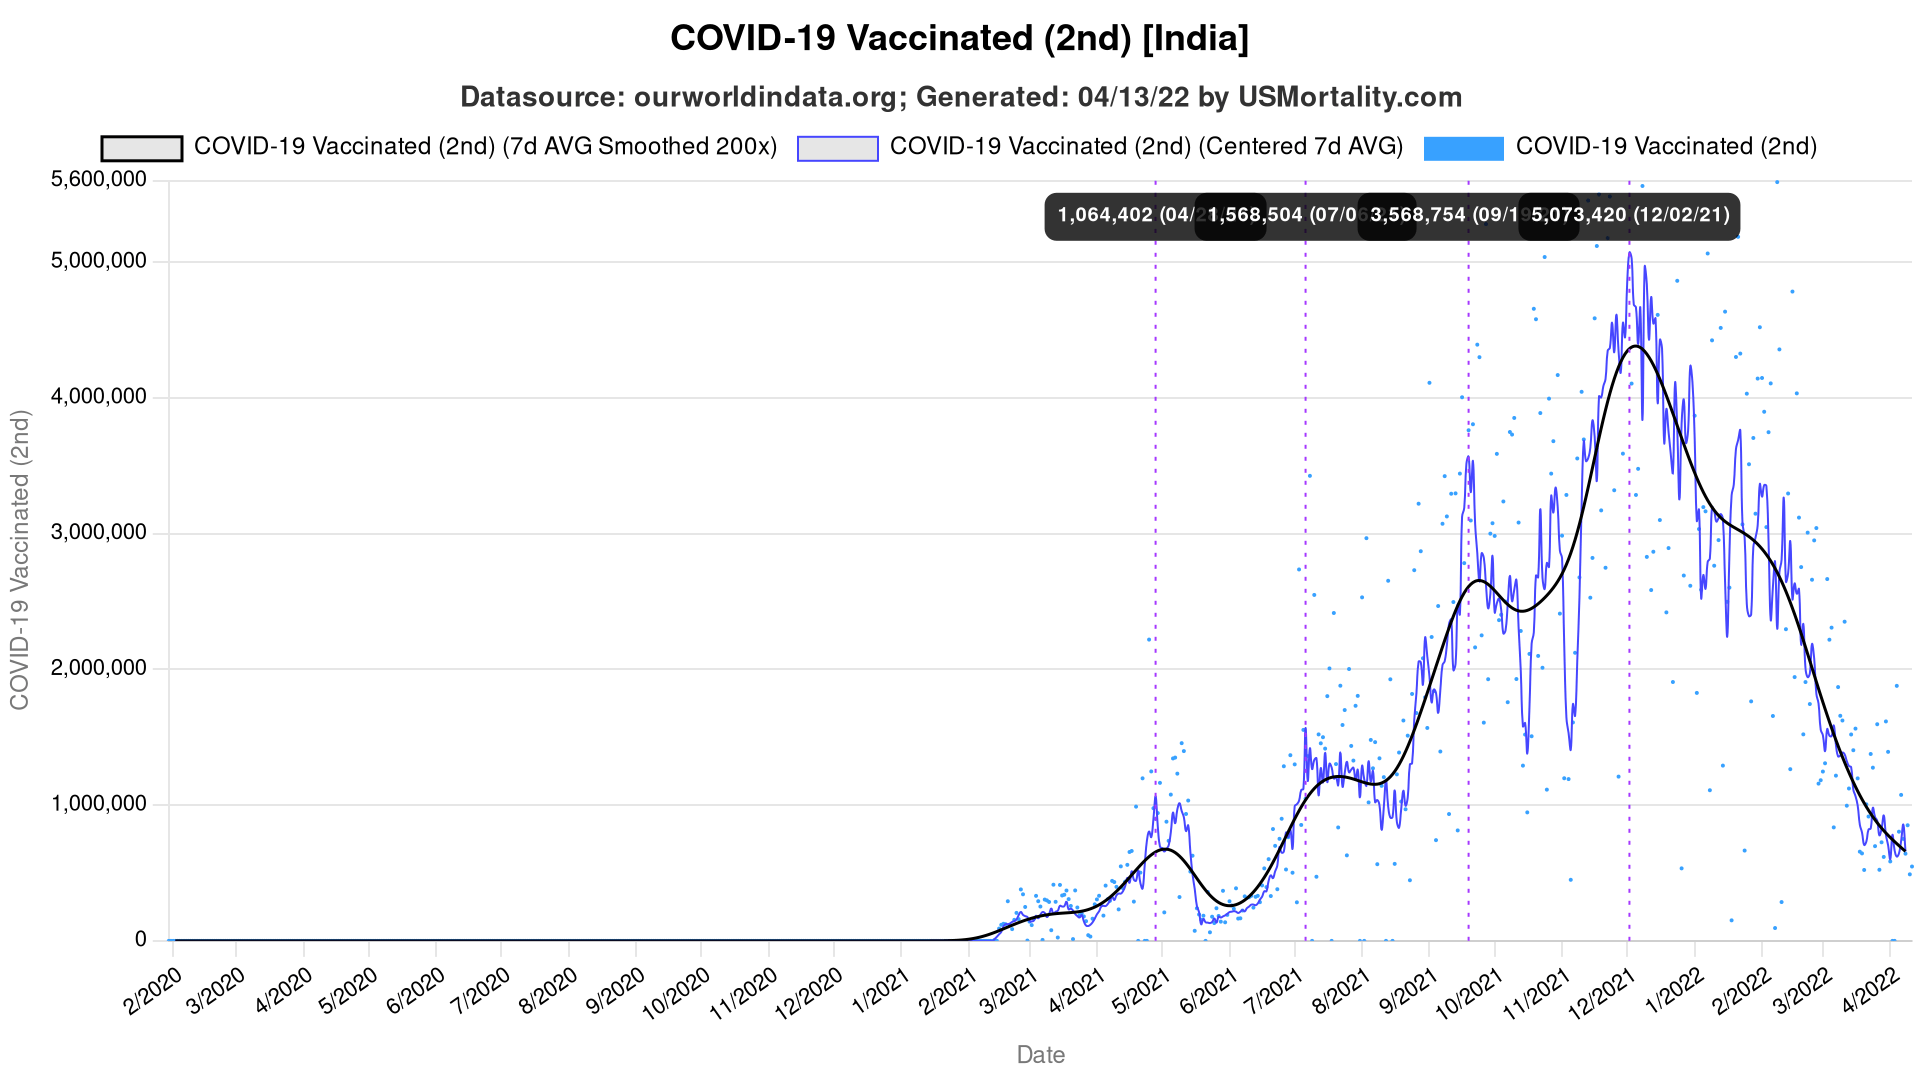 COVID-19 Vaccinated (2nd) [India]
Datasource: ourworldindata.org; Generated: 04/13/22 by USMortality.com
COVID-19 Vaccinated (2nd) (7d AVG Smoothed 200x) COVID-19 Vaccinated (2nd) (Centered 7d AVG) COVID-19 Vaccinated (2nd)
1,064,402 (04/ 1,568,504 (07/0 3,568,754 (09/1 5,073,420 (12/02/21)
5,600,000
5,000,000
4,000,000
3,000,000
2,000,000
1,000,000
0
COVID-19 Vaccinated (2nd)
2/2020 3/2020 4/2020 5/2020 6/2020 7/2020 8/2020 9/2020 10/2020 11/2020 12/2020 1/2021 2/2021 3/2021 4/2021 5/2021 6/2021 7/2021 8/2021 9/2021 10/2021 11/2021 12/2021 1/2022 2/2022 3/2022 4/2022
Date